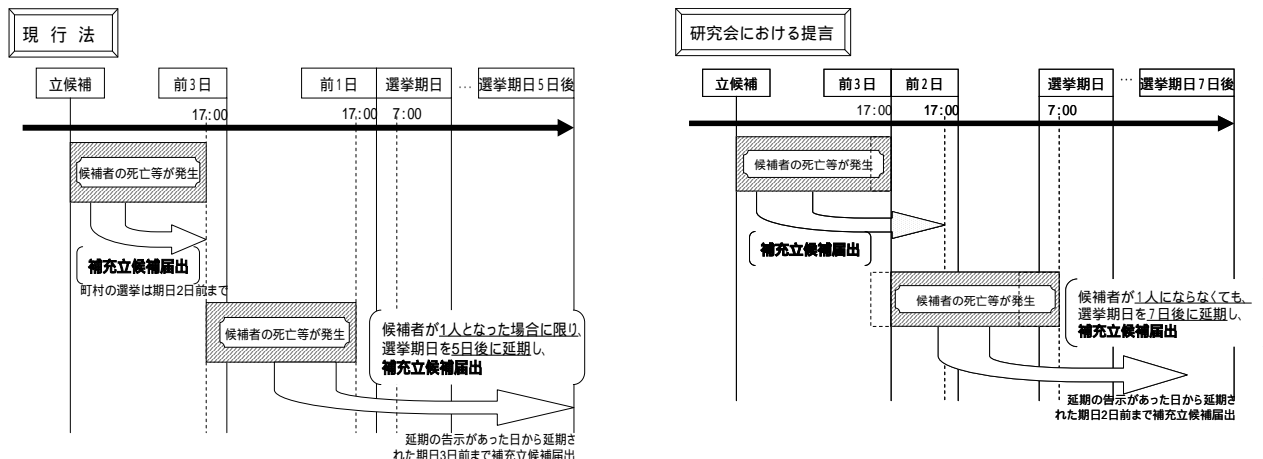 現 行 法
立候補
前3日
前1日
選挙期日
…
選挙期日5日後
17:00
17:00
7:00
候補者の死亡等が発生
補充立候補届出
町村の選挙は期日2日前まで
候補者の死亡等が発生
候補者が1人となった場合に限り、
選挙期日を5日後に延期し、
補充立候補届出
延期の告示があった日から延期さ
れた期日3日前まで補充立候補届出
研究会における提言
立候補
前3日
前2日
選挙期日
…
選挙期日7日後
17:00
17:00
7:00
候補者の死亡等が発生
補充立候補届出
候補者の死亡等が発生
候補者が1人にならなくても、
選挙期日を7日後に延期し、
補充立候補届出
延期の告示があった日から延期さ
れた期日2日前まで補充立候補届出